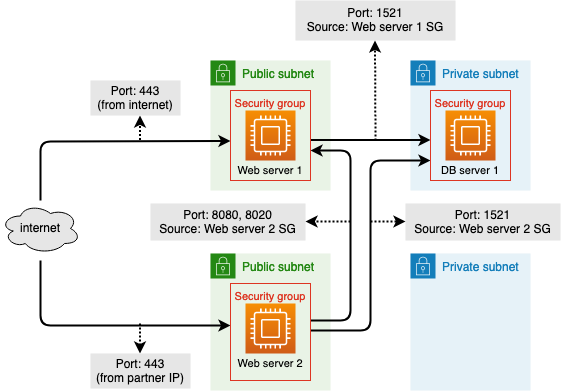 Port: 1521
Source: Web server 1 SG
Public subnet
Private subnet
Port: 443
(from internet)
Security group
Security group
Web server 1
DB server 1
internet
Port: 8080, 8020
Source: Web server 2 SG
Port: 1521
Source: Web server 2 SG
Public subnet
Private subnet
Security group
Web server 2
Port: 443
(from partner IP)